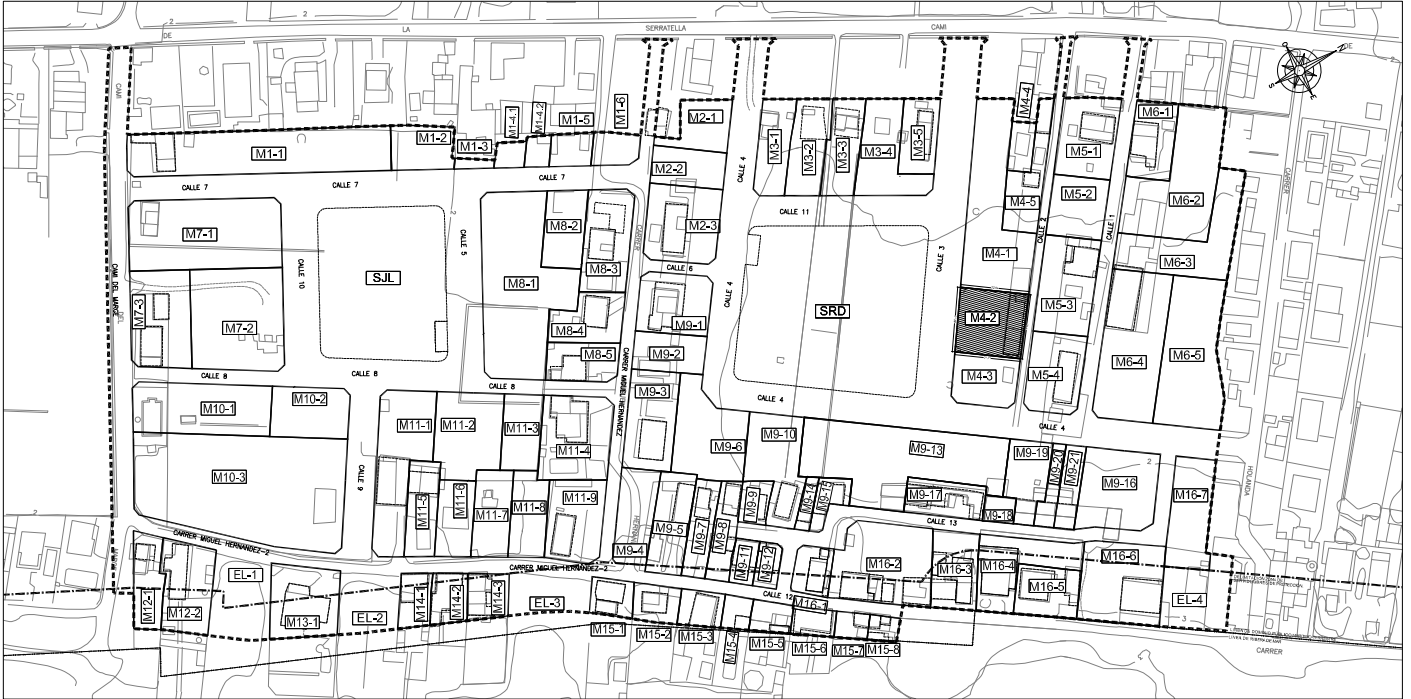 2
2
DE
LA
SERRATELLA
CAMI
DE
CAMI
M1-1
M1-2
M1-3
M1-4.1
M1-4.2
M1-5
M1-6
M2-1
M2-2
M2-3
M3-1
M3-2
M3-3
M3-4
M3-5
M4-4
M4-5
M5-1
M5-2
M6-1
M6-2
M6-3
N
E
S
O
CARRER
CALLE 7
CALLE 7
CALLE 7
CALLE 4
CALLE 11
CALLE 2
CALLE 1
M7-1
M8-2
M8-1
M8-3
CARRER
CALLE 5
2
CALLE 10
SJL
CALLE 6
CALLE 4
CALLE 3
SRD
M4-1
M4-2
M4-3
M5-3
M5-4
M6-4
M6-5
CAMI DEL MARGE
DEL
M7-3
M7-2
M8-4
M8-5
M9-1
M9-2
M9-3
CARRER MIGUEL HERNANDEZ
CALLE 8
CALLE 8
CALLE 8
CALLE 4
CALLE 4
M10-1
M10-2
M10-3
CALLE 9
M11-1
M11-2
M11-3
M11-4
M11-5
M11-6
M11-7
M11-8
M11-9
M9-6
M9-10
M9-13
M9-19
M9-20
M9-21
M9-16
M16-7
2
HOLANDA
2
M9-4
M9-5
M9-7
M9-8
M9-9
M9-14
M9-15
M9-17
M9-18
CALLE 13
M9-11
M9-12
HERNAN
CARRER MIGUEL HERNANDEZ-2
CARRER MIGUEL HERNANDEZ-2
CALLE 12
M16-1
M16-2
M16-3
M16-4
M16-5
M16-6
EL-4
M12-1
M12-2
EL-1
M13-1
EL-2
M14-1
M14-2
M14-3
EL-3
M15-1
M15-2
M15-3
M15-4
M15-5
M15-6
M15-7
M15-8
3
CARRER